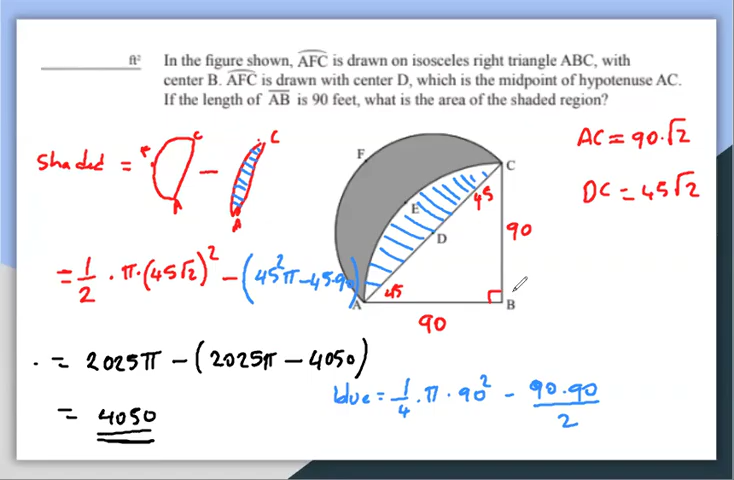 ft² In the figure shown, AFC is drawn on isosceles right triangle ABC, with
center B. AFC is drawn with center D, which is the midpoint of hypotenuse AC.
If the length of AB is 90 feet, what is the area of the shaded region?
AC = 90·√2
DC = 45√2
Shaded = F C A − C A
F
C
E
D
A
B
45
45
90
90
= 1/2 · π·(45√2)² − (45²π − 45·90)
· = 2025π − (2025π − 4050)
= 4050
blue = 1/4 · π · 90² − 90·90/2